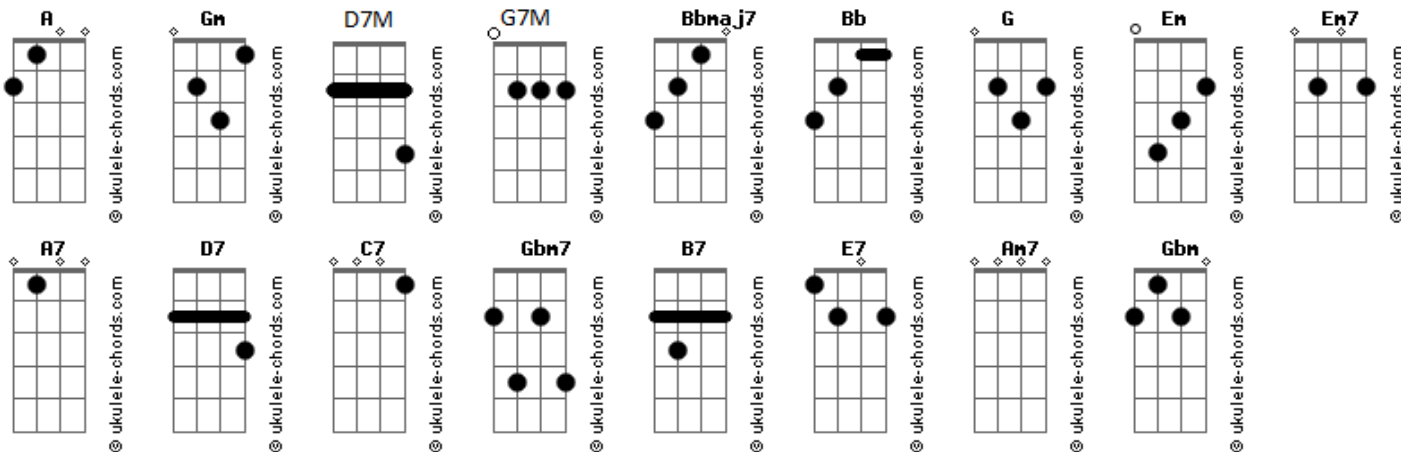 A Gm D7M G7M Bbmaj7 Bb G Em Em7
© ukulele-chords.com © ukulele-chords.com © ukulele-chords.com © ukulele-chords.com © ukulele-chords.com © ukulele-chords.com © ukulele-chords.com © ukulele-chords.com © ukulele-chords.com
A7 D7 C7 Gbm7 B7 E7 Am7 Gbm
© ukulele-chords.com © ukulele-chords.com © ukulele-chords.com © ukulele-chords.com © ukulele-chords.com © ukulele-chords.com © ukulele-chords.com © ukulele-chords.com